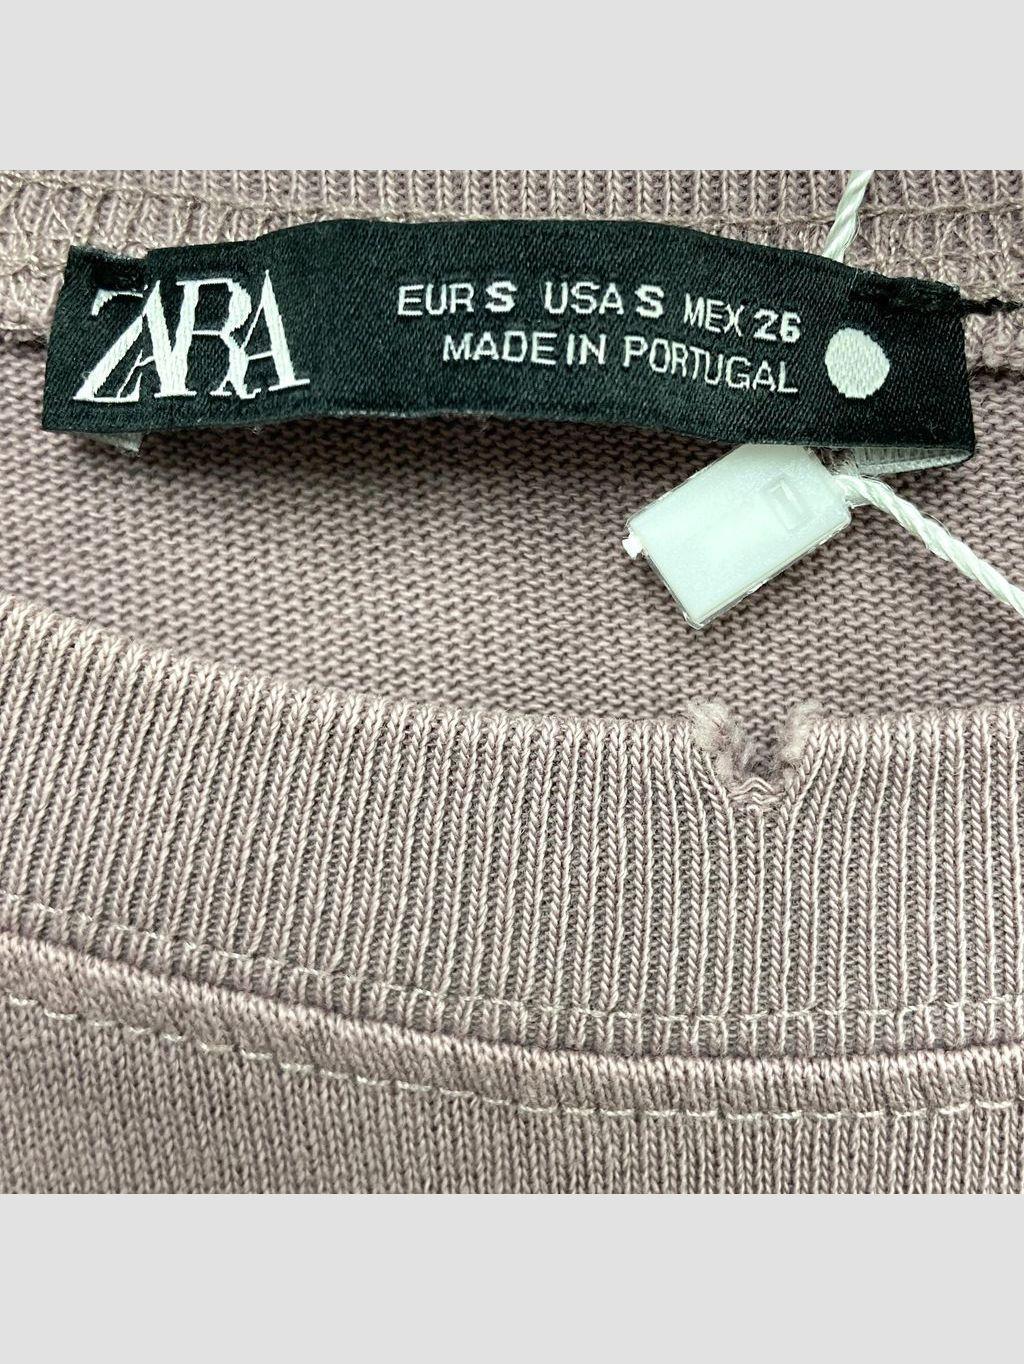 ZARA
EUR S USA S MEX 26
MADE IN PORTUGAL